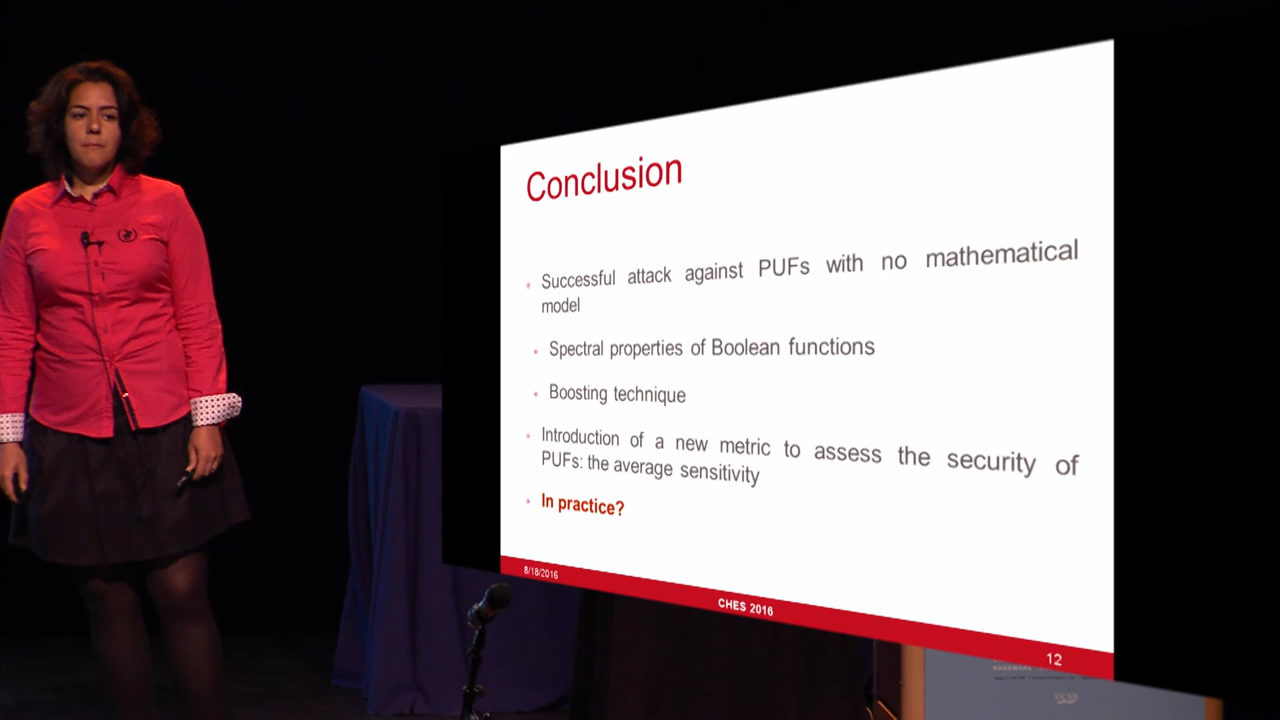 Conclusion
Successful attack against PUFs with no mathematical
model
Spectral properties of Boolean functions
Boosting technique
Introduction of a new metric to assess the security of
PUFs: the average sensitivity
In practice?
8/18/2016
CHES 2016
12
UCSB